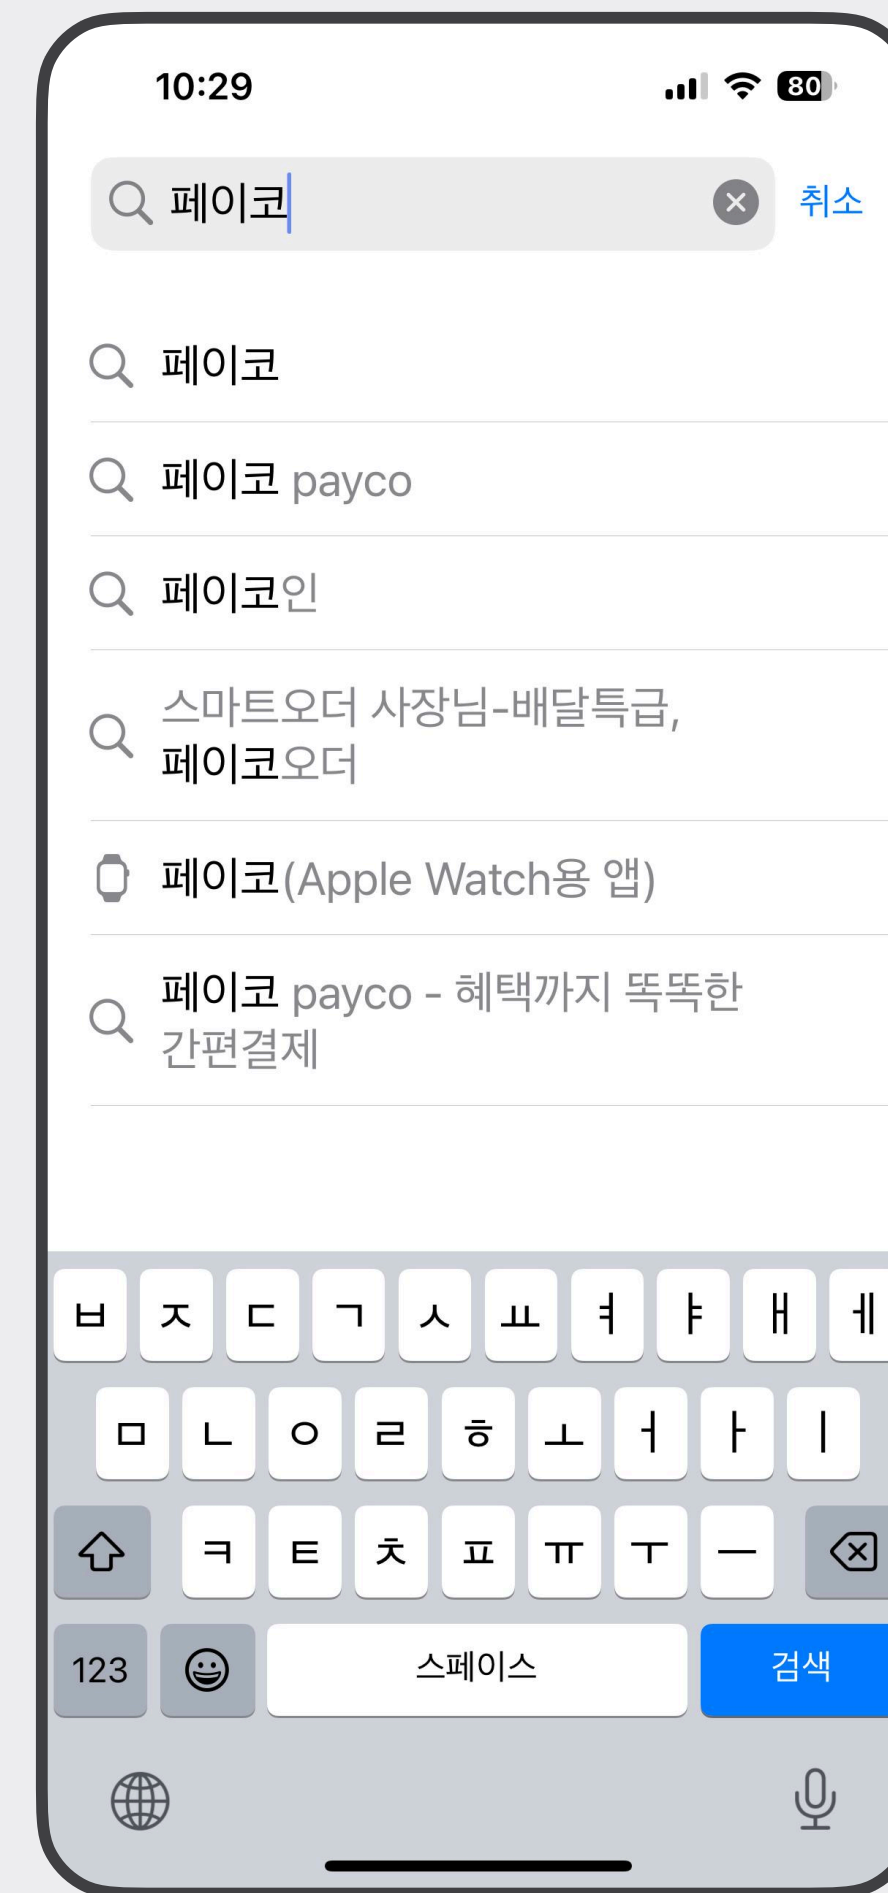 10:29
80
페이코
취소
페이코
페이코 payco
페이코인
스마트오더 사장님-배달특급,
페이코오더
페이코(Apple Watch용 앱)
페이코 payco - 혜택까지 똑똑한
간편결제
ㅂ ㅈ ㄷ ㄱ ㅅ ㅛ ㅕ ㅑ ㅐ ㅔ
ㅁ ㄴ ㅇ ㄹ ㅎ ㅗ ㅓ ㅏ ㅣ
ㅋ ㅌ ㅊ ㅍ ㅠ ㅜ ㅡ
123 스페이스 검색